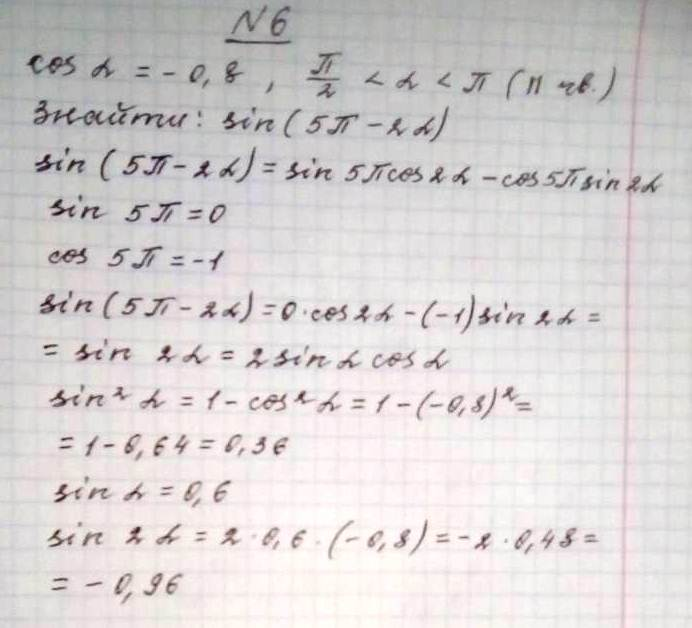 N6
cos α = -0,8 , π/2 < α < π (II чв.)
Знайти: sin(5π - 2α)
sin(5π - 2α) = sin 5π cos 2α - cos 5π sin 2α
sin 5π = 0
cos 5π = -1
sin(5π - 2α) = 0 · cos 2α - (-1) sin 2α =
= sin 2α = 2 sin α cos α
sin² α = 1 - cos² α = 1 - (-0,8)² =
= 1 - 0,64 = 0,36
sin α = 0,6
sin 2α = 2 · 0,6 · (-0,8) = -2 · 0,48 =
= -0,96